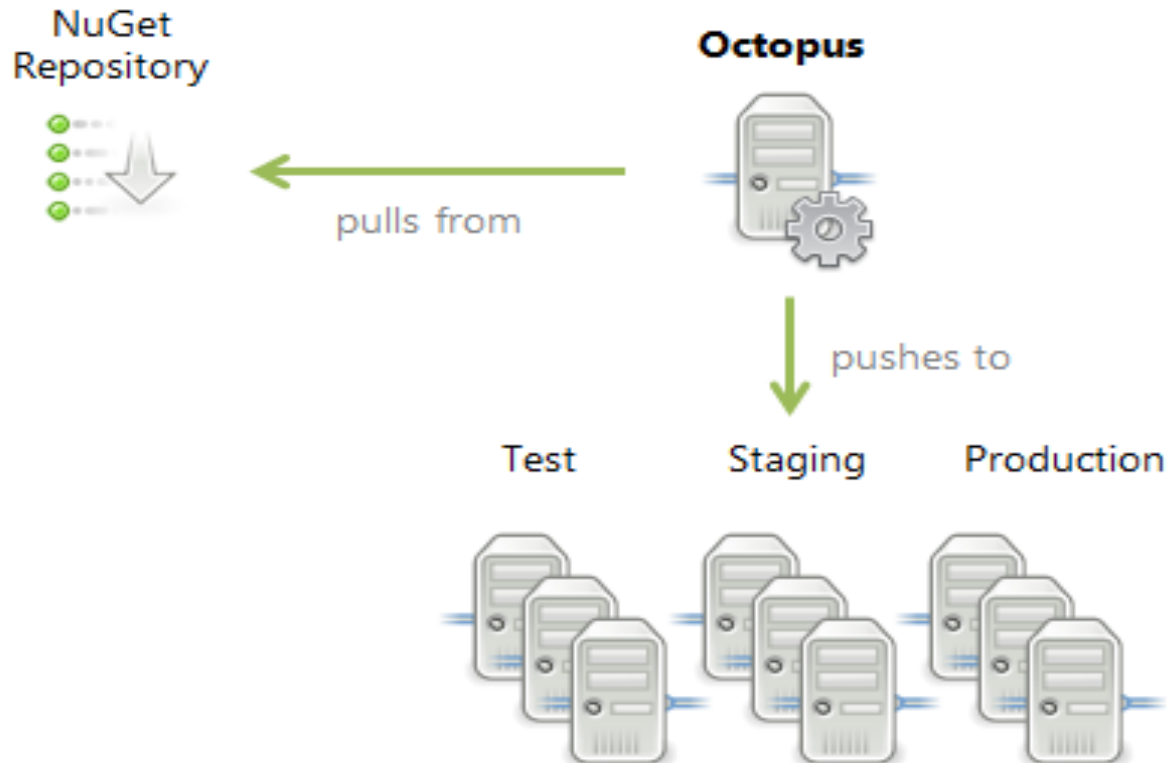 NuGet
Repository
Octopus
pulls from
pushes to
Test
Staging
Production